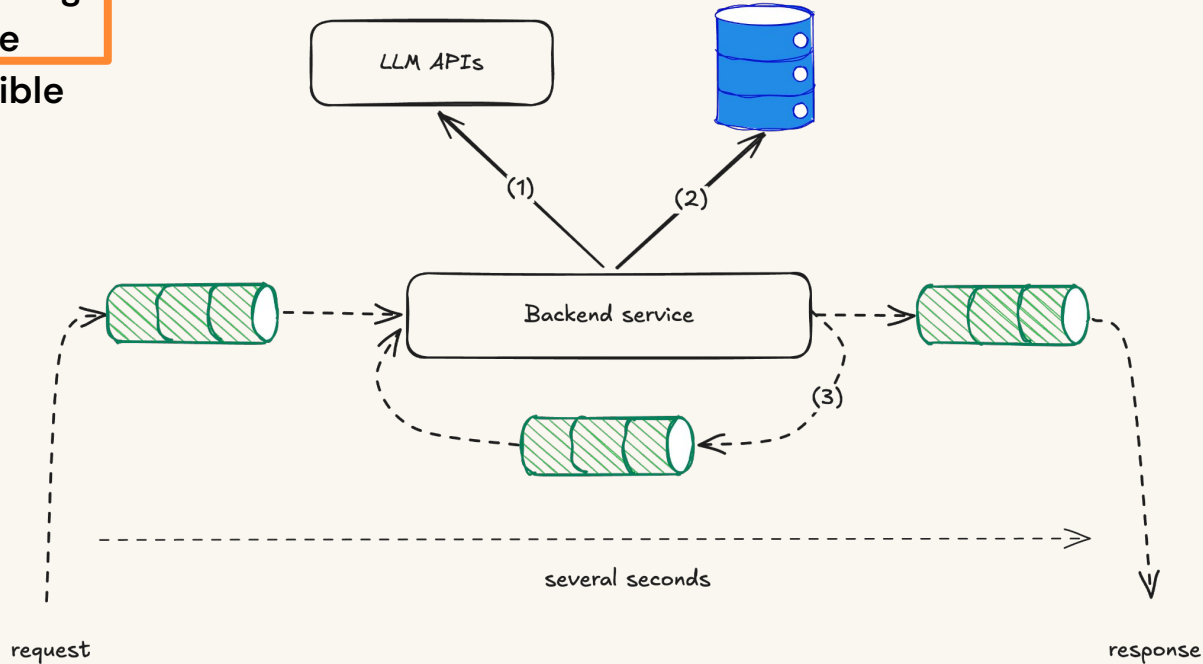 ible
LLM APIs
(1)
(2)
Backend service
(3)
several seconds
request
response